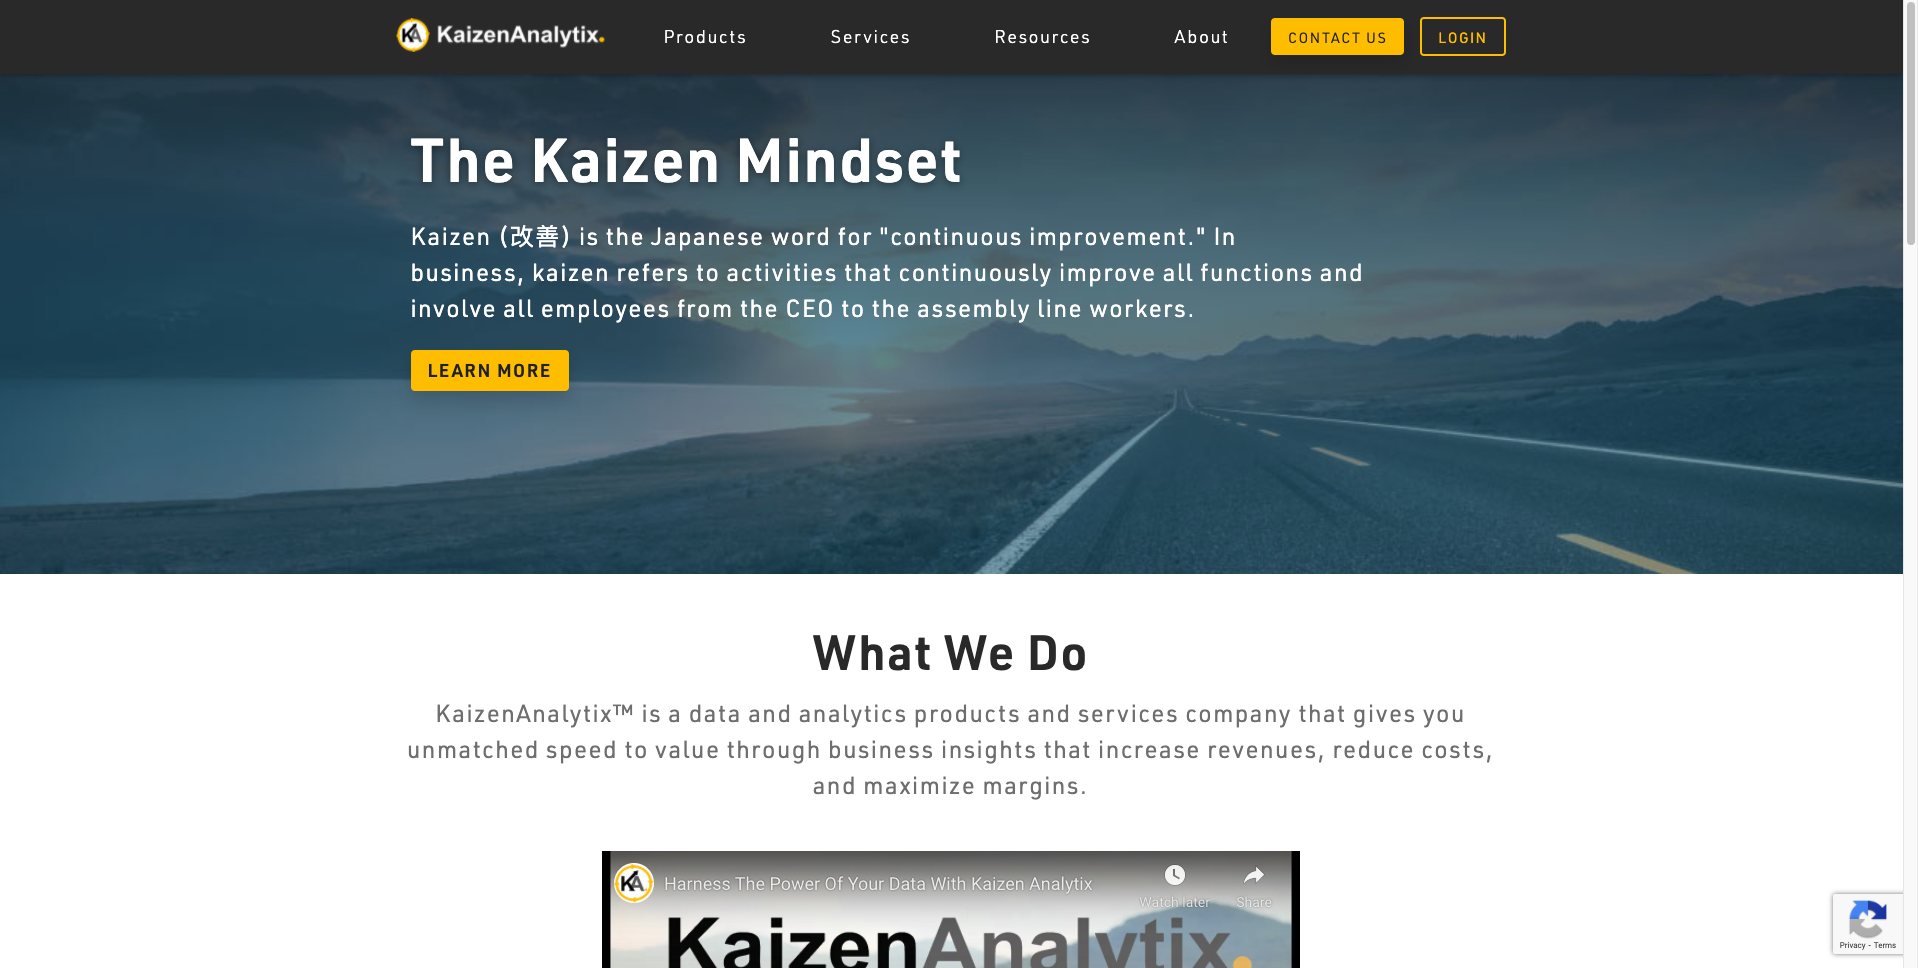 KaizenAnalytix.
Products
Services
Resources
About
CONTACT US
LOGIN
The Kaizen Mindset
Kaizen (改善) is the Japanese word for "continuous improvement." In
business, kaizen refers to activities that continuously improve all functions and
involve all employees from the CEO to the assembly line workers.
LEARN MORE
What We Do
KaizenAnalytix™ is a data and analytics products and services company that gives you
unmatched speed to value through business insights that increase revenues, reduce costs,
and maximize margins.
KA
Harness The Power Of Your Data With Kaizen Analytix
Watch later
Share
KaizenAnalytix.
Privacy - Terms